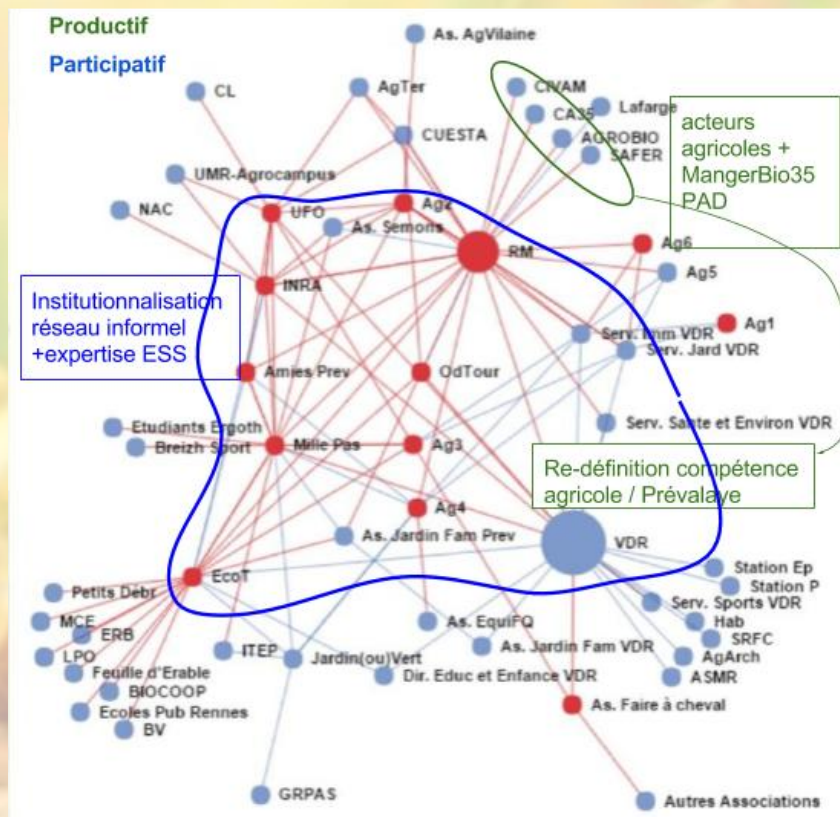 Productif
Participatif
As. AgVilaine
CL
AgTer
CIVAM
CA35
Lafarge
AGROBIO
SAFER
CUESTA
acteurs
agricoles +
MangerBio35
PAD
UMR-Agrocampus
NAC
UFO
Ag2
As. Semons
RM
Ag6
Ag5
INRA
Institutionnalisation
réseau informel
+expertise ESS
Ag1
Serv. Imm VDR
Serv. Jard VDR
Amies Prev
OdTour
Etudiants Ergoth
Breizh Sport
Mille Pas
Ag3
Serv. Sante et Environ VDR
Re-définition compétence
agricole / Prévalaye
Ag4
As. Jardin Fam Prev
VDR
EcoT
Station Ep
Station P
Petits Débr
MCE
ERB
LPO
Feuille d'Erable
BIOCOOP
Ecoles Pub Rennes
BV
ITEP
Jardin(ou)Vert
As. EquiFQ
As. Jardin Fam VDR
Dir. Educ et Enfance VDR
Serv. Sports VDR
Hab
SRFC
AgArch
ASMR
As. Faire à cheval
GRPAS
Autres Associations